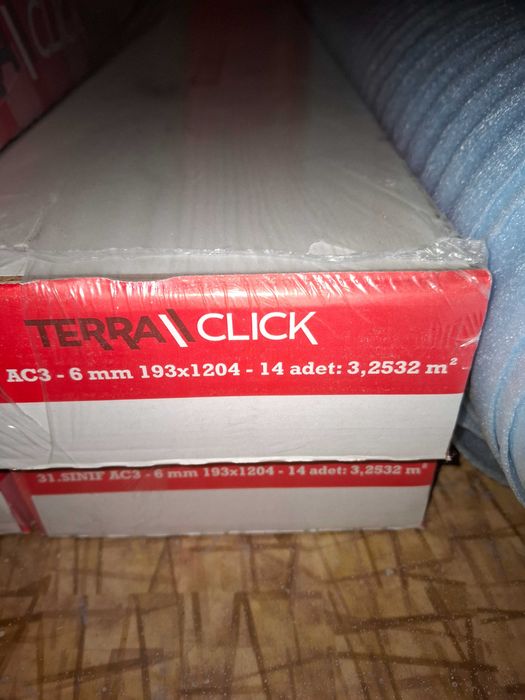 TERRA CLICK
AC3 - 6 mm 193x1204 - 14 adet: 3,2532 m²
31.SINIF AC3 - 6 mm 193x1204 - 14 adet: 3,2532 m²